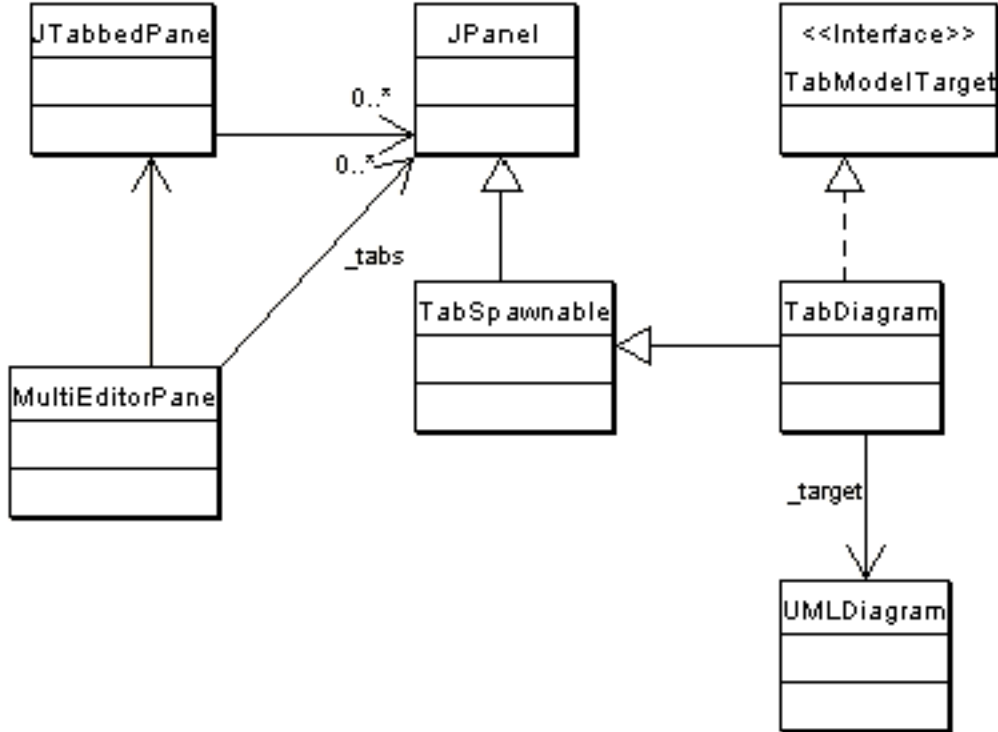 JTabbedPane
JPanel
<<Interface>>
TabModelTarget
0..*
0..*
_tabs
TabSpawnable
TabDiagram
MultiEditorPane
_target
UMLDiagram